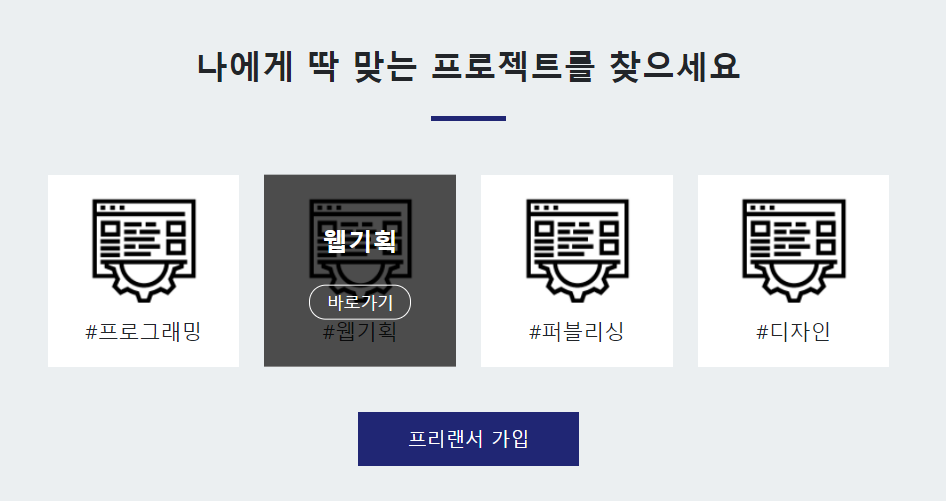 나에게 딱 맞는 프로젝트를 찾으세요
#프로그래밍
웹기획
바로가기
#웹기획
#퍼블리싱
#디자인
프리랜서 가입